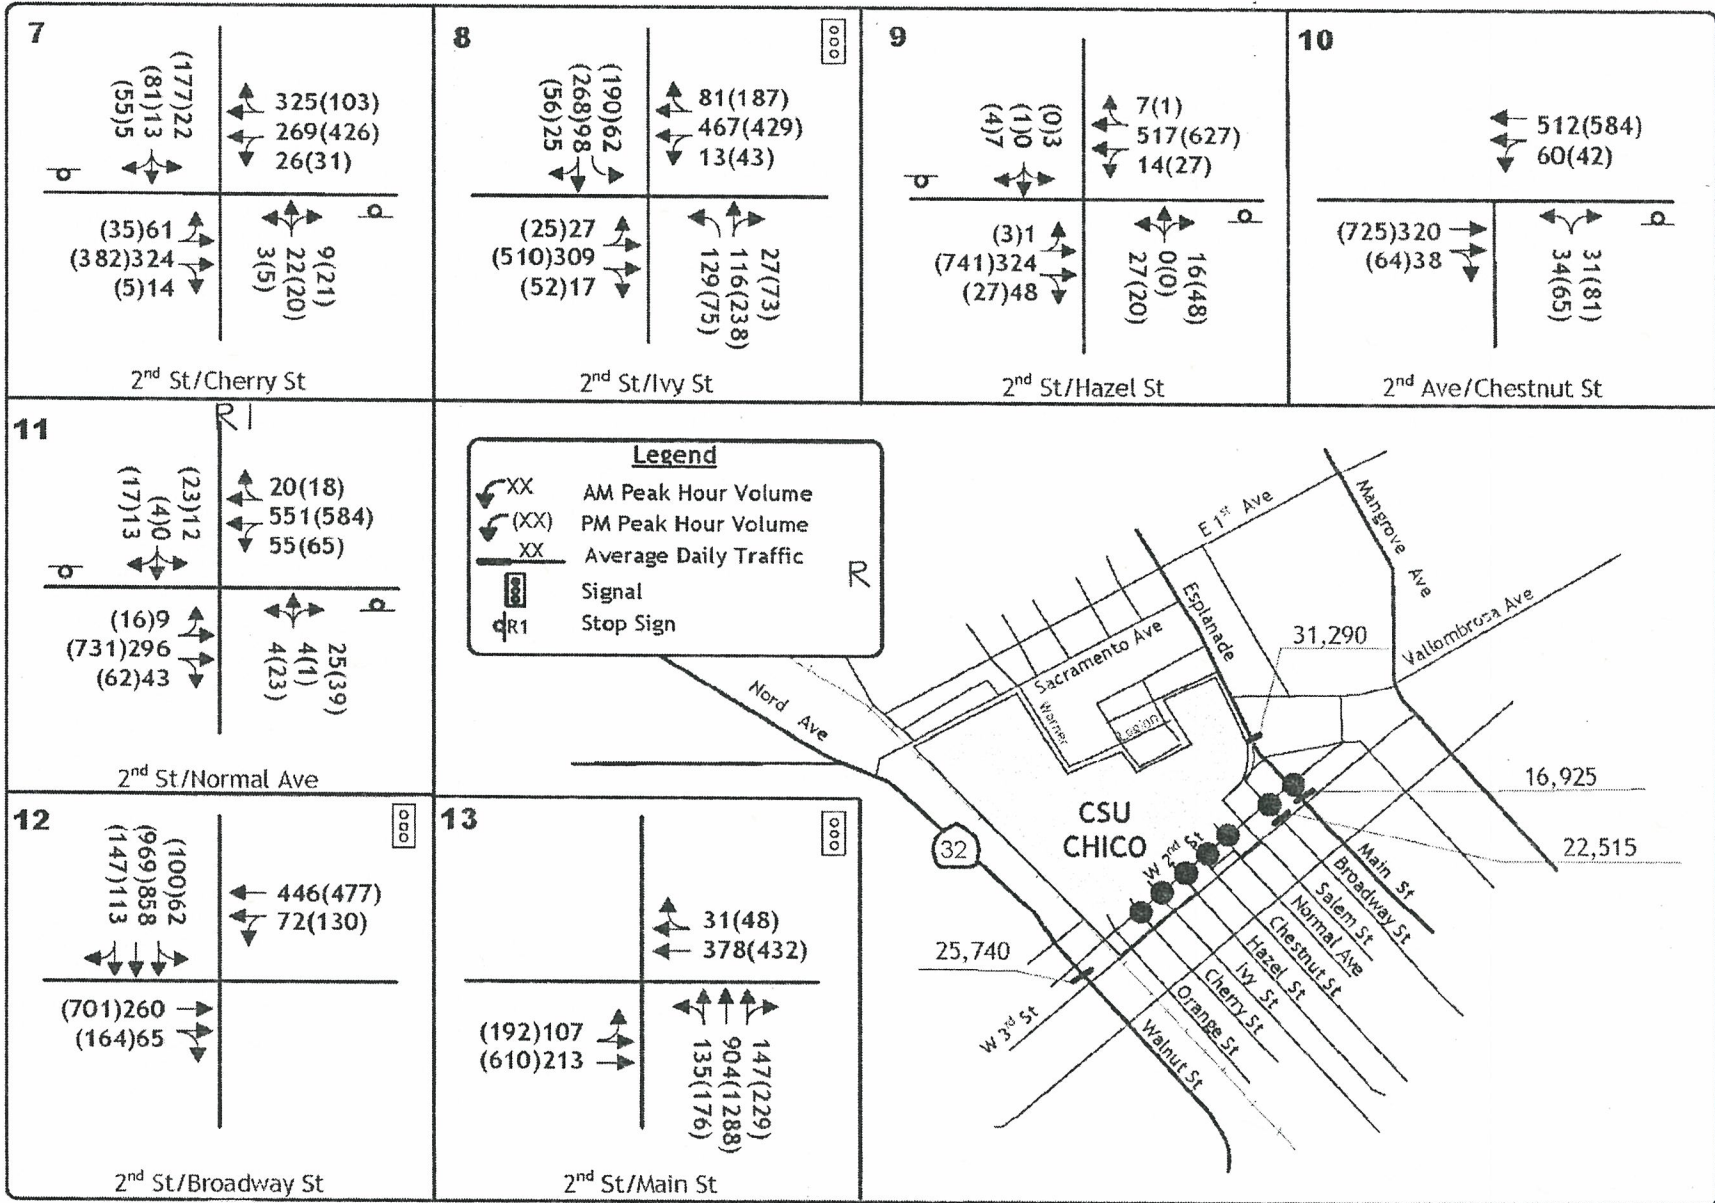 7
(177)22
(81)13
(55)5
325(103)
269(426)
26(31)
(35)61
(382)324
(5)14
9(21)
22(20)
3(5)
2nd St/Cherry St
8
(190)62
(268)98
(56)25
81(187)
467(429)
13(43)
(25)27
(510)309
(52)17
27(73)
116(238)
129(75)
2nd St/Ivy St
9
(0)3
(1)0
(4)7
7(1)
517(627)
14(27)
(3)1
(741)324
(27)48
16(48)
0(0)
27(20)
2nd St/Hazel St
10
512(584)
60(42)
(725)320
(64)38
31(81)
34(65)
2nd Ave/Chestnut St
11
R1
(23)12
(4)0
(17)13
20(18)
551(584)
55(65)
(16)9
(731)296
(62)43
25(39)
4(1)
4(23)
2nd St/Normal Ave
Legend
XX AM Peak Hour Volume
(XX) PM Peak Hour Volume
XX Average Daily Traffic
Signal
R1 Stop Sign
R
12
(100)62
(969)858
(147)113
446(477)
72(130)
(701)260
(164)65
2nd St/Broadway St
13
31(48)
378(432)
(192)107
(610)213
147(229)
904(1288)
135(176)
2nd St/Main St
E 1st Ave
Mangrove Ave
Esplanade
Vallombrosa Ave
Sacramento Ave
Warner
Legion
Nord Ave
31,290
16,925
22,515
25,740
CSU
CHICO
32
W 2nd St
W 3rd St
Main St
Broadway St
Salem St
Normal Ave
Chestnut St
Hazel St
Ivy St
Cherry St
Orange St
Walnut St